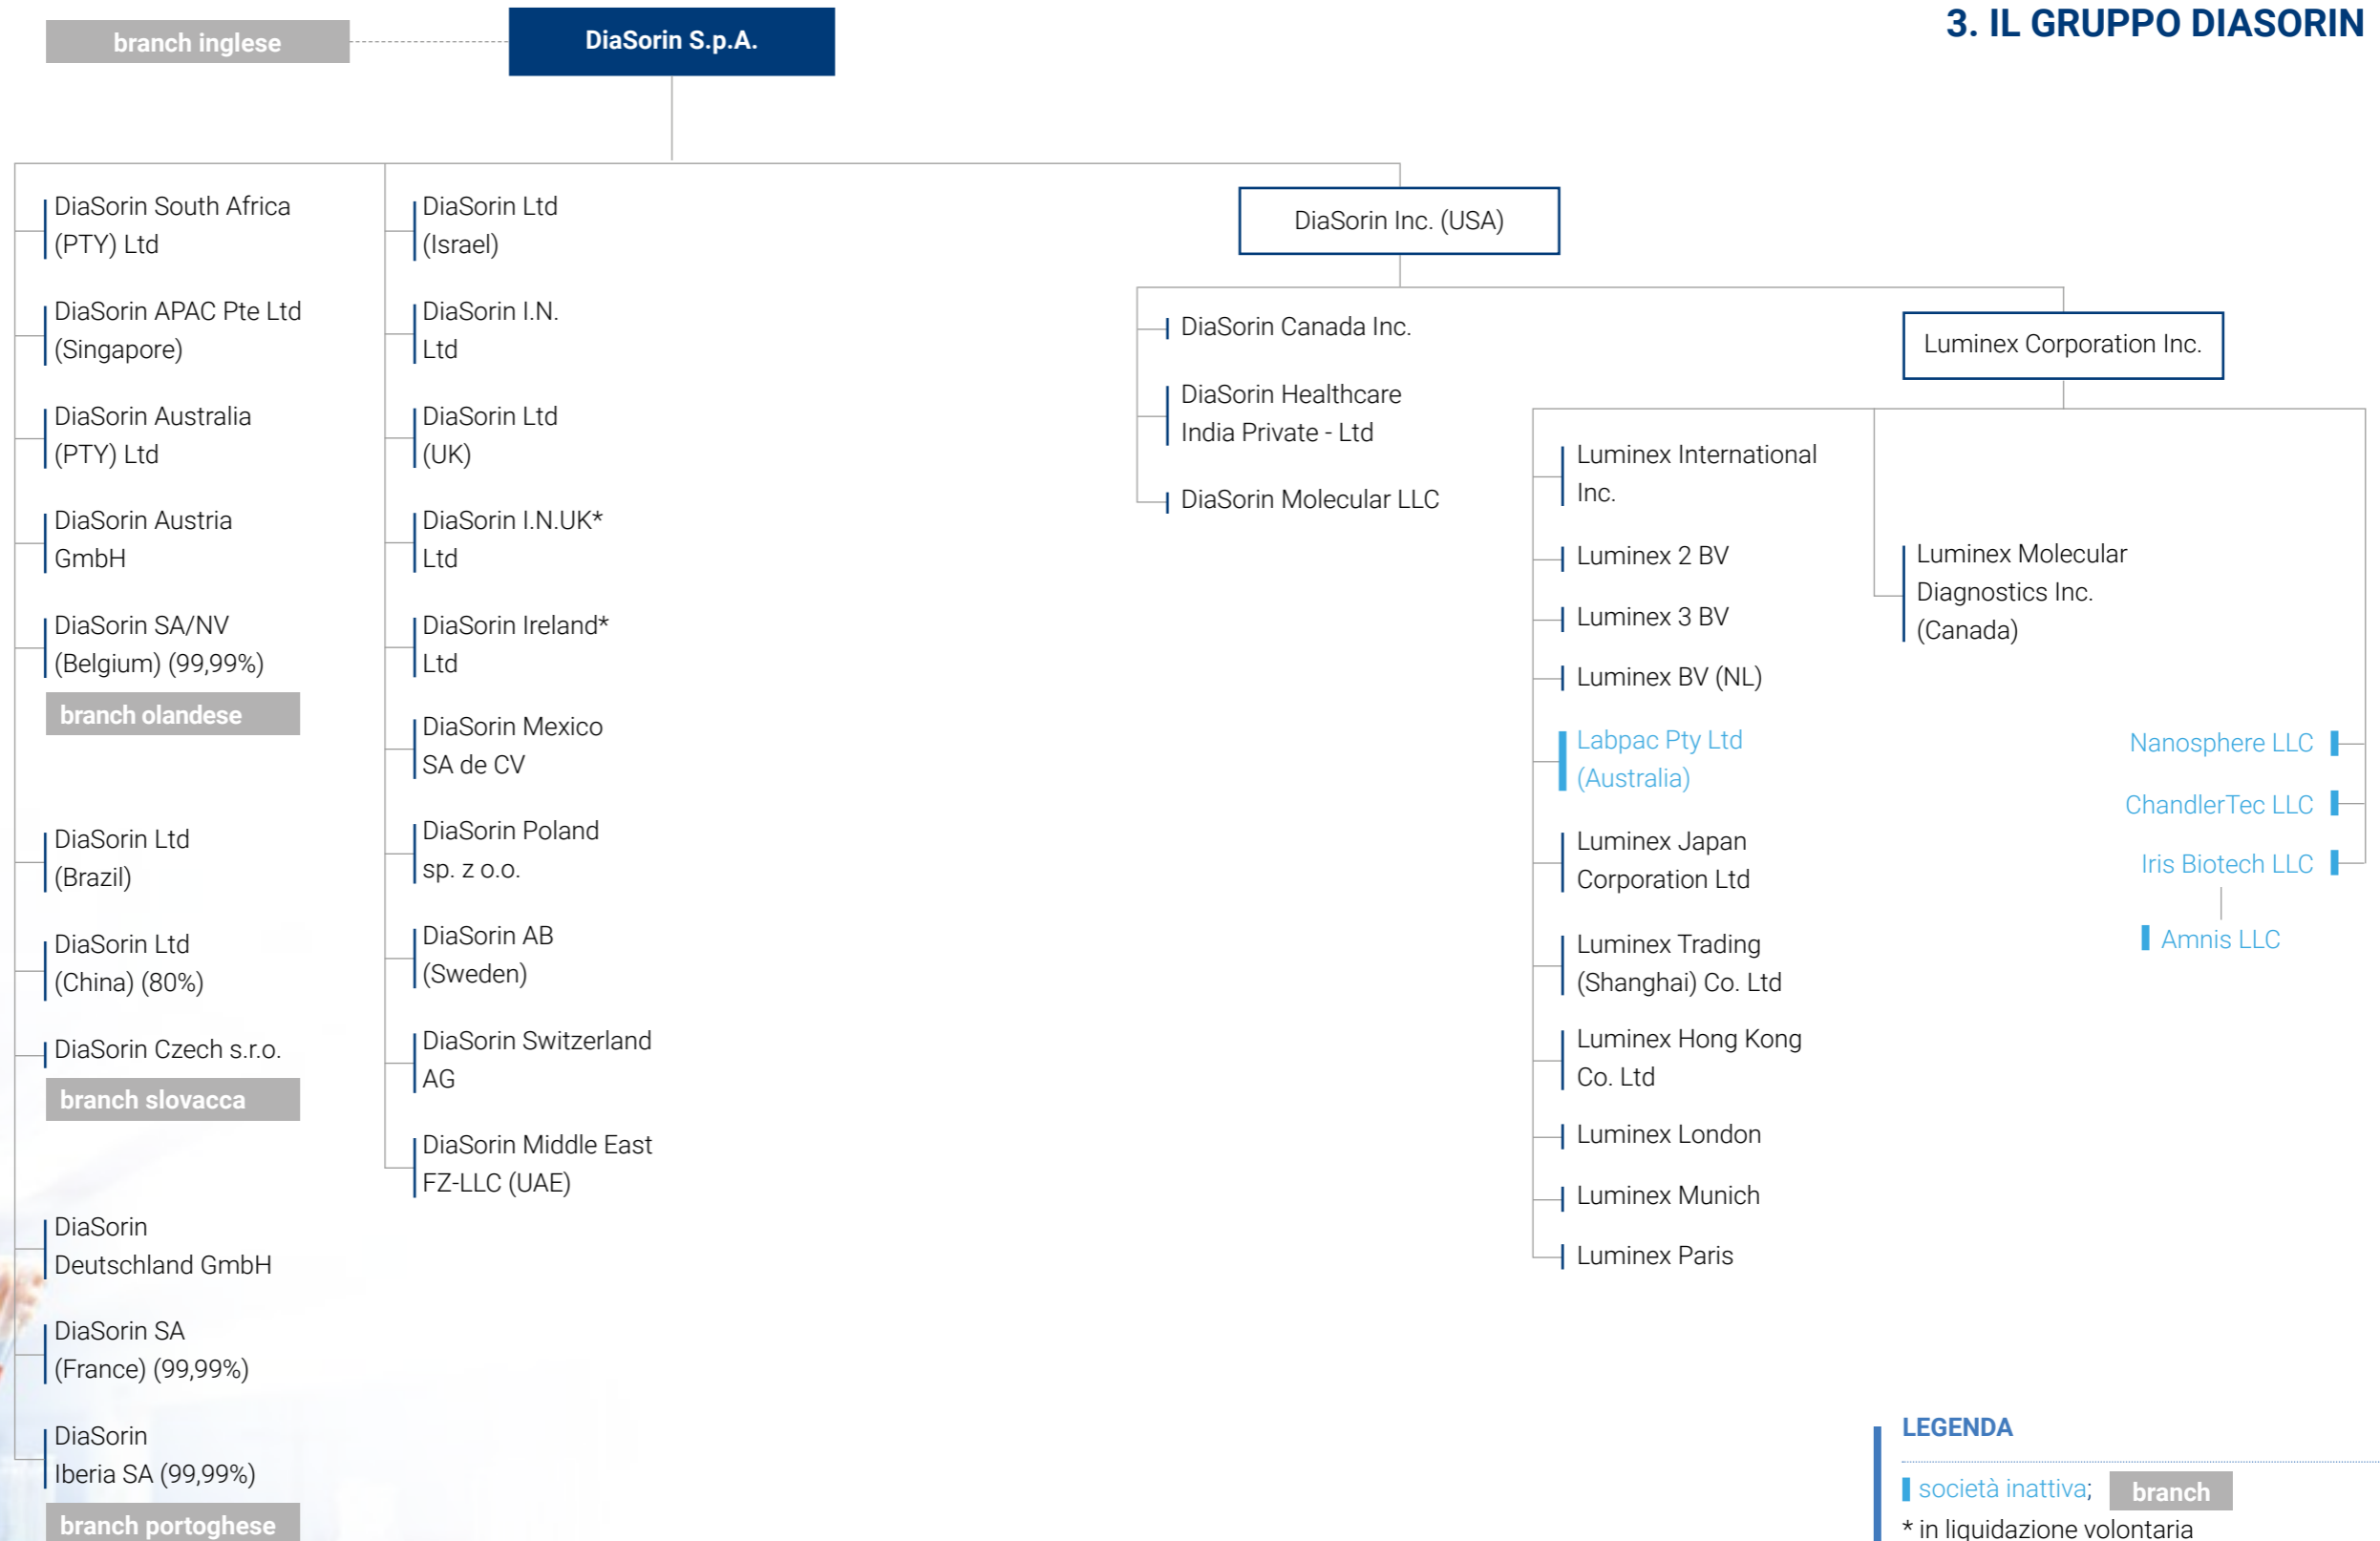 3. IL GRUPPO DIASORIN
branch inglese
DiaSorin S.p.A.
DiaSorin South Africa
(PTY) Ltd
DiaSorin APAC Pte Ltd
(Singapore)
DiaSorin Australia
(PTY) Ltd
DiaSorin Austria
GmbH
DiaSorin SA/NV
(Belgium) (99,99%)
branch olandese
DiaSorin Ltd
(Brazil)
DiaSorin Ltd
(China) (80%)
DiaSorin Czech s.r.o.
branch slovacca
DiaSorin
Deutschland GmbH
DiaSorin SA
(France) (99,99%)
DiaSorin
Iberia SA (99,99%)
branch portoghese
DiaSorin Ltd
(Israel)
DiaSorin I.N.
Ltd
DiaSorin Ltd
(UK)
DiaSorin I.N.UK*
Ltd
DiaSorin Ireland*
Ltd
DiaSorin Mexico
SA de CV
DiaSorin Poland
sp. z o.o.
DiaSorin AB
(Sweden)
DiaSorin Switzerland
AG
DiaSorin Middle East
FZ-LLC (UAE)
DiaSorin Inc. (USA)
DiaSorin Canada Inc.
DiaSorin Healthcare
India Private - Ltd
DiaSorin Molecular LLC
Luminex Corporation Inc.
Luminex International
Inc.
Luminex 2 BV
Luminex 3 BV
Luminex BV (NL)
Labpac Pty Ltd
(Australia)
Luminex Japan
Corporation Ltd
Luminex Trading
(Shanghai) Co. Ltd
Luminex Hong Kong
Co. Ltd
Luminex London
Luminex Munich
Luminex Paris
Luminex Molecular
Diagnostics Inc.
(Canada)
Nanosphere LLC
ChandlerTec LLC
Iris Biotech LLC
Amnis LLC
LEGENDA
società inattiva; branch
* in liquidazione volontaria